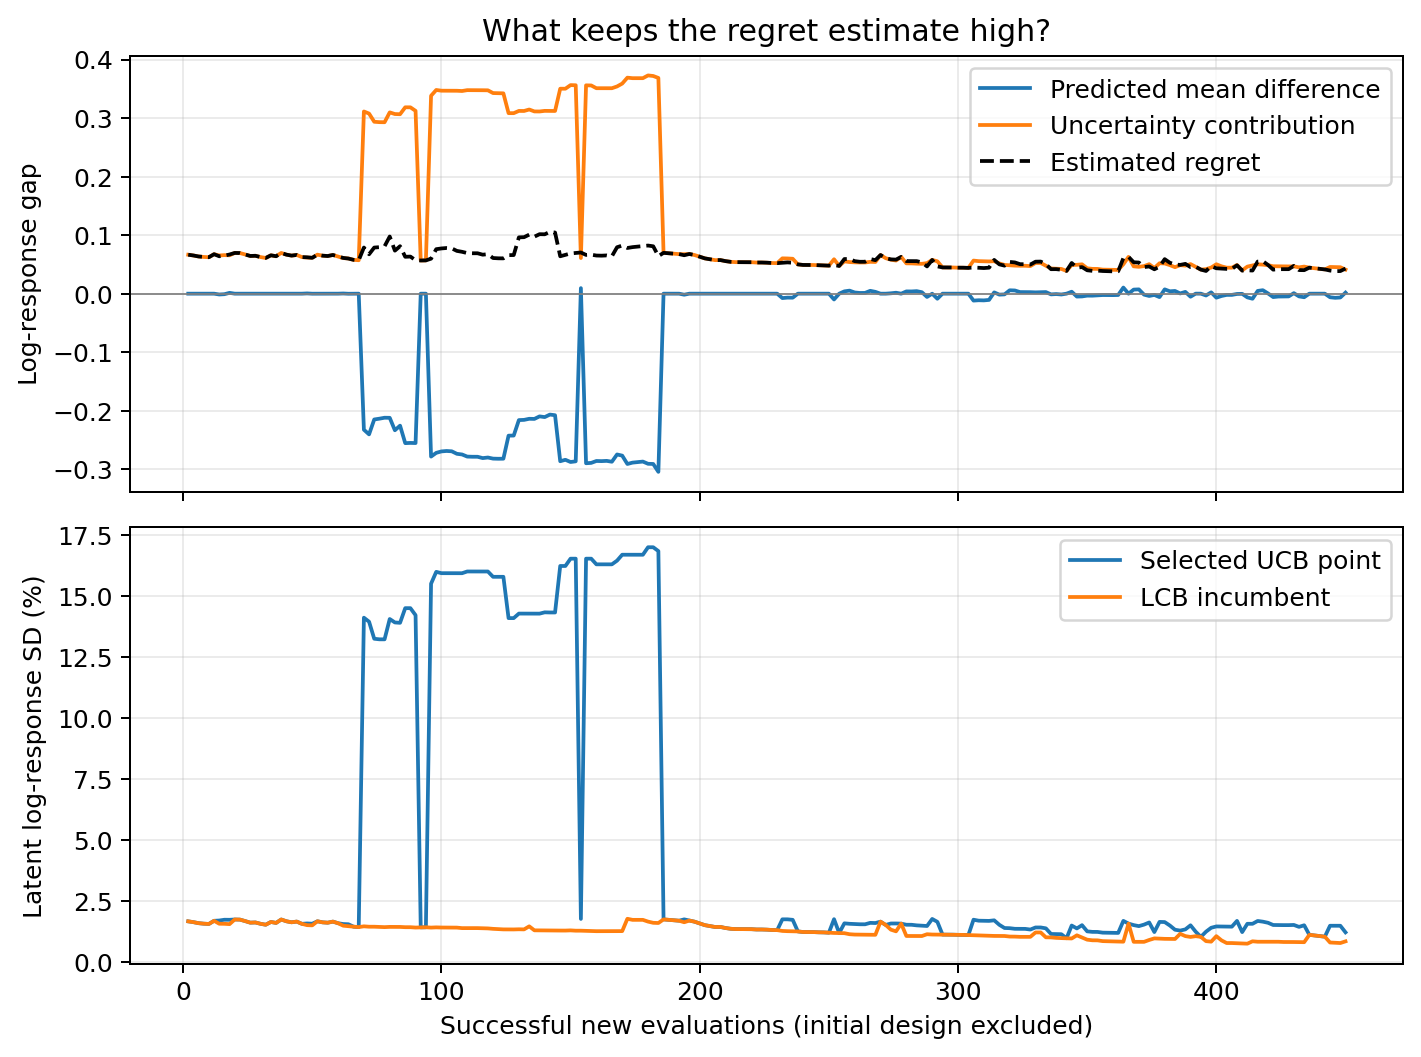 What keeps the regret estimate high?
0.4
0.3
0.2
0.1
0.0
−0.1
−0.2
−0.3
Log-response gap
Predicted mean difference
Uncertainty contribution
Estimated regret
17.5
15.0
12.5
10.0
7.5
5.0
2.5
0.0
Latent log-response SD (%)
Selected UCB point
LCB incumbent
0 100 200 300 400
Successful new evaluations (initial design excluded)